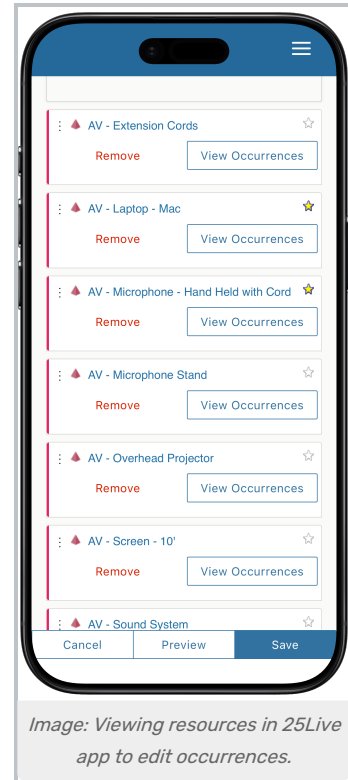 AV - Extension Cords
Remove View Occurrences
AV - Laptop - Mac
Remove View Occurrences
AV - Microphone - Hand Held with Cord
Remove View Occurrences
AV - Microphone Stand
Remove View Occurrences
AV - Overhead Projector
Remove View Occurrences
AV - Screen - 10'
Remove View Occurrences
AV - Sound System
Cancel Preview Save
Image: Viewing resources in 25Live
app to edit occurrences.